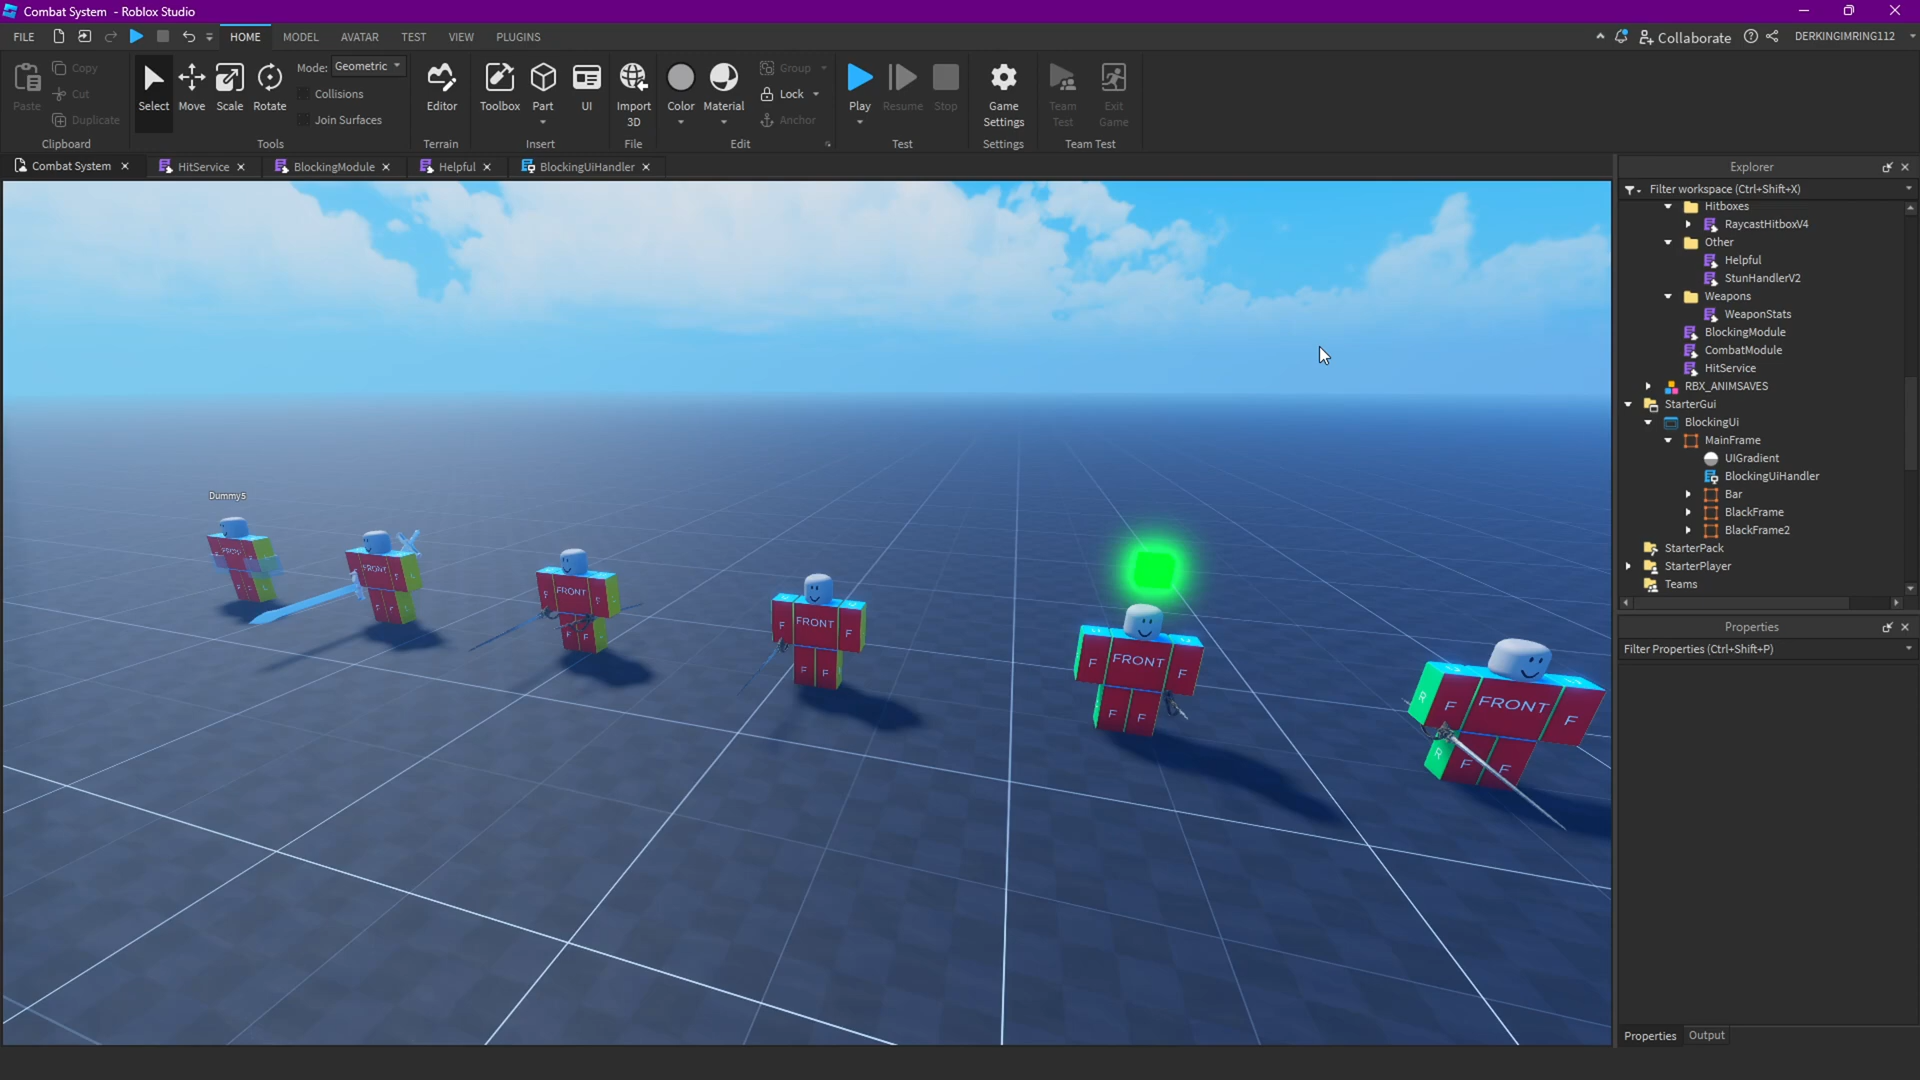 Combat System - Roblox Studio
FILE HOME MODEL AVATAR TEST VIEW PLUGINS Collaborate DERKINGIMRING112
Paste Copy Cut Duplicate Clipboard
Select Move Scale Rotate Mode: Geometric Collisions Join Surfaces Tools
Editor Terrain
Toolbox Part UI Insert
Import 3D File
Color Material Group Lock Anchor Edit
Play Resume Stop Test
Game Settings Settings
Team Test Exit Game Team Test
Combat System HitService BlockingModule Helpful BlockingUiHandler
Dummy5
FRONT
FRONT
FRONT
F FRONT F
F F
F FRONT F
F F
R F FRONT F
R F F
Explorer
Filter workspace (Ctrl+Shift+X)
Hitboxes
RaycastHitboxV4
Other
Helpful
StunHandlerV2
Weapons
WeaponStats
BlockingModule
CombatModule
HitService
RBX_ANIMSAVES
StarterGui
BlockingUi
MainFrame
UIGradient
BlockingUiHandler
Bar
BlackFrame
BlackFrame2
StarterPack
StarterPlayer
Teams
Properties
Filter Properties (Ctrl+Shift+P)
Properties Output